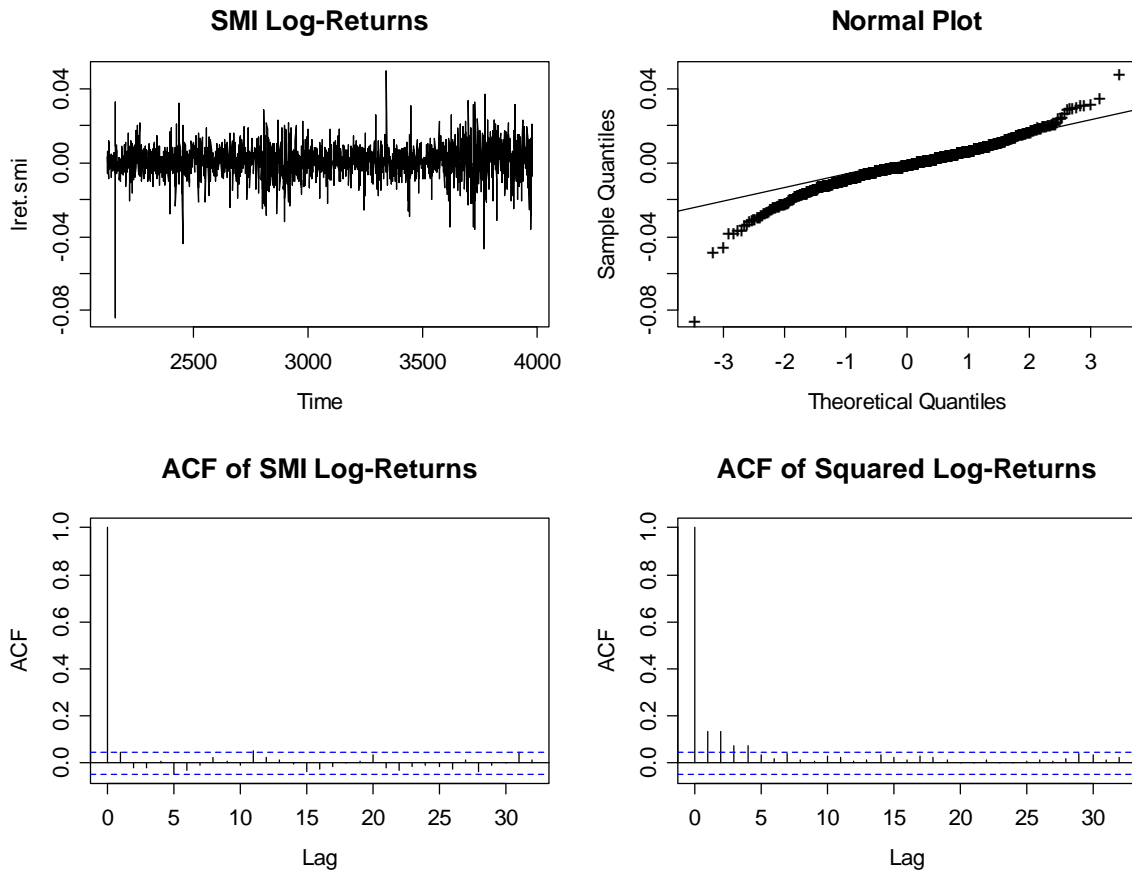 SMI Log-Returns
lret.smi
0.04
0.00
-0.04
-0.08
2500 3000 3500 4000
Time
Normal Plot
Sample Quantiles
0.04
0.00
-0.04
-0.08
-3 -2 -1 0 1 2 3
Theoretical Quantiles
ACF of SMI Log-Returns
ACF
1.0
0.8
0.6
0.4
0.2
0.0
0 5 10 15 20 25 30
Lag
ACF of Squared Log-Returns
ACF
1.0
0.8
0.6
0.4
0.2
0.0
0 5 10 15 20 25 30
Lag